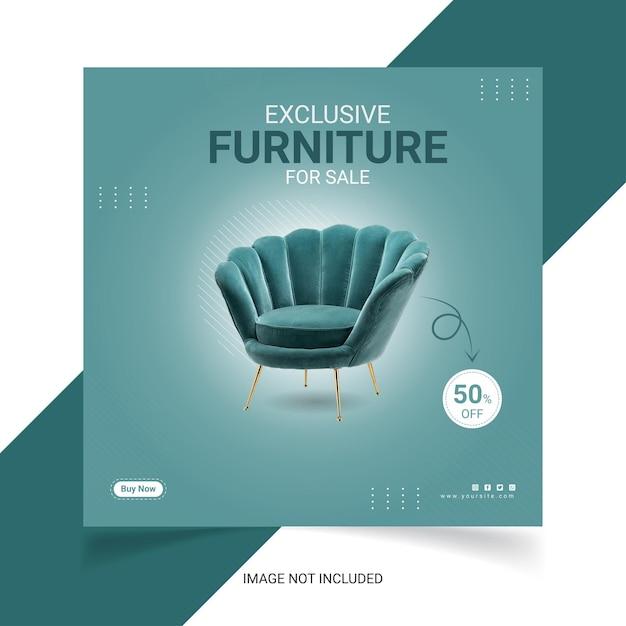 EXCLUSIVE
FURNITURE
FOR SALE
50%
OFF
Buy Now
www.yoursite.com
IMAGE NOT INCLUDED